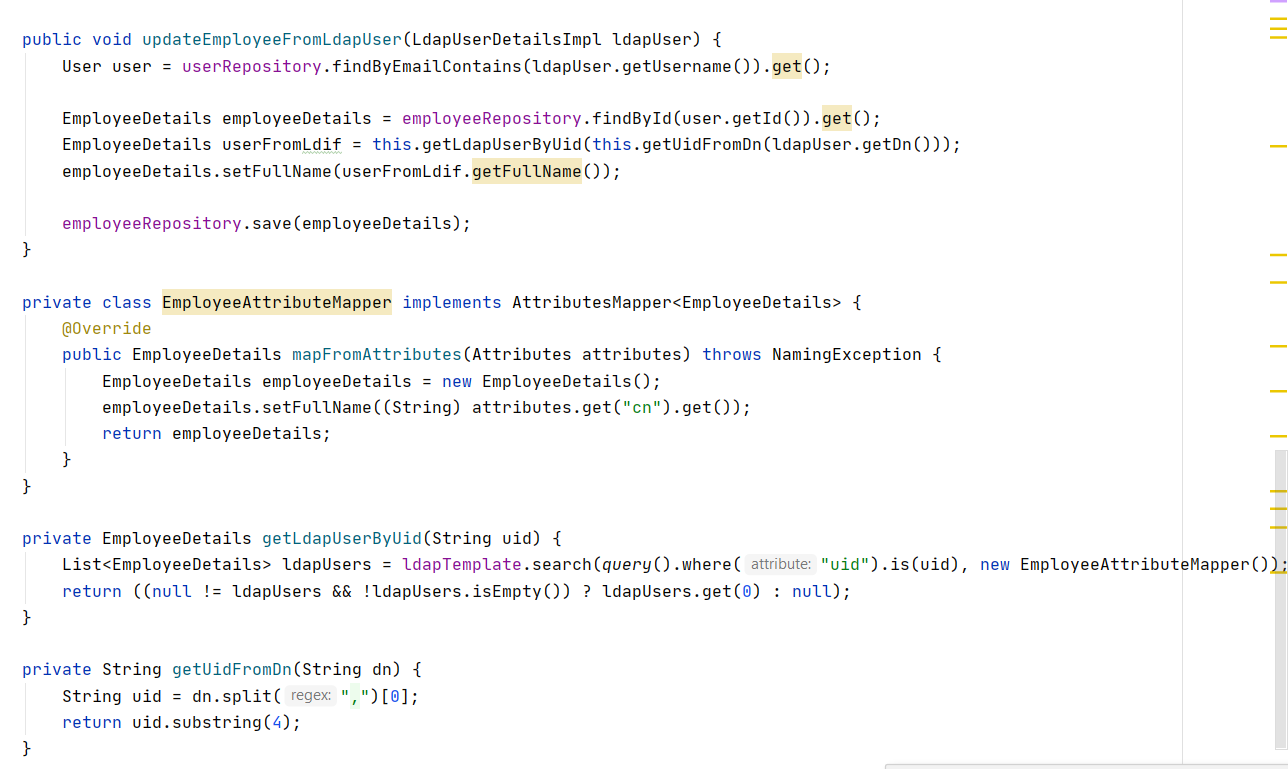 public void updateEmployeeFromLdapUser(LdapUserDetailsImpl ldapUser) {
    User user = userRepository.findByEmailContains(ldapUser.getUsername()).get();

    EmployeeDetails employeeDetails = employeeRepository.findById(user.getId()).get();
    EmployeeDetails userFromLdif = this.getLdapUserByUid(this.getUidFromDn(ldapUser.getDn()));
    employeeDetails.setFullName(userFromLdif.getFullName());

    employeeRepository.save(employeeDetails);
}

private class EmployeeAttributeMapper implements AttributesMapper<EmployeeDetails> {
    @Override
    public EmployeeDetails mapFromAttributes(Attributes attributes) throws NamingException {
        EmployeeDetails employeeDetails = new EmployeeDetails();
        employeeDetails.setFullName((String) attributes.get("cn").get());
        return employeeDetails;
    }
}

private EmployeeDetails getLdapUserByUid(String uid) {
    List<EmployeeDetails> ldapUsers = ldapTemplate.search(query().where( attribute: "uid").is(uid), new EmployeeAttributeMapper());
    return ((null != ldapUsers && !ldapUsers.isEmpty()) ? ldapUsers.get(0) : null);
}

private String getUidFromDn(String dn) {
    String uid = dn.split( regex: ",")[0];
    return uid.substring(4);
}